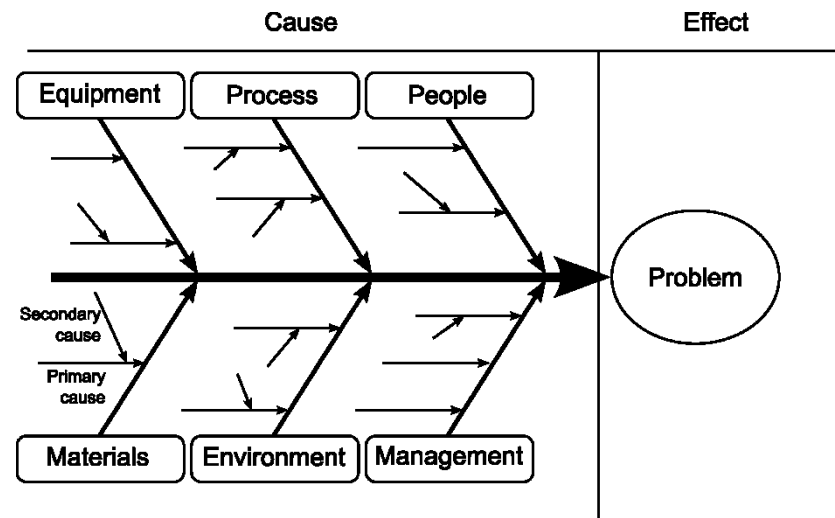 Cause
Effect
Equipment
Process
People
Problem
Secondary
cause
Primary
cause
Materials
Environment
Management